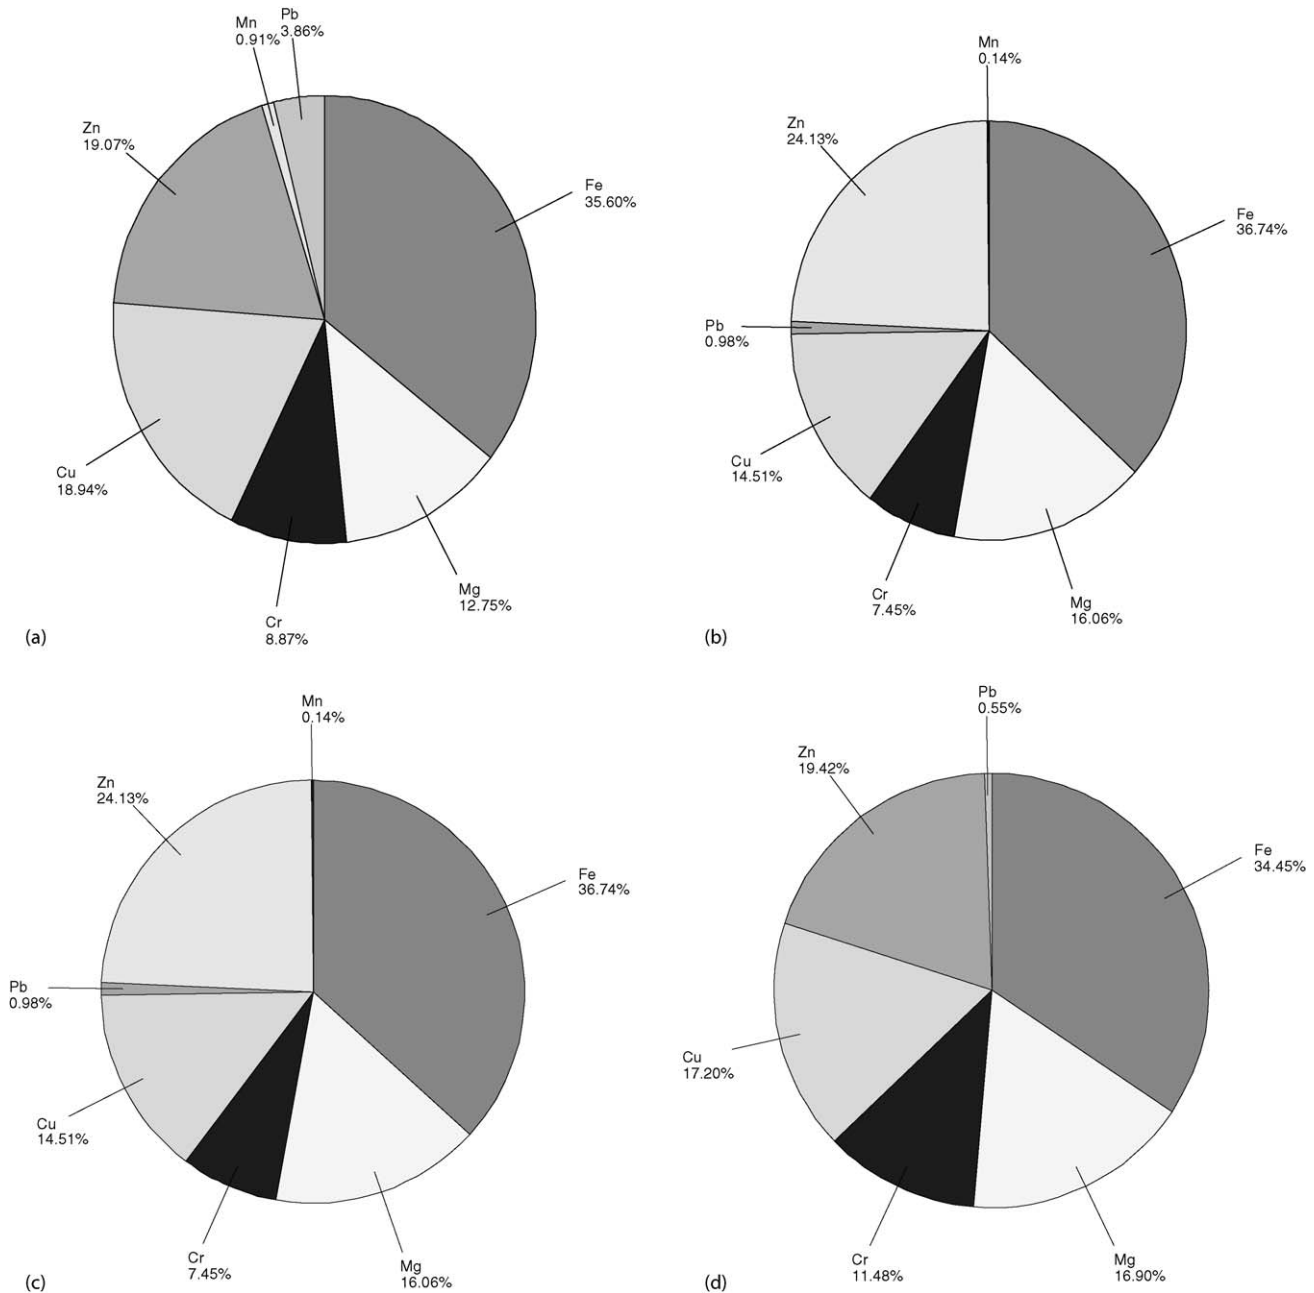 Mn
0.91%
Pb
3.86%
Zn
19.07%
Fe
35.60%
Cu
18.94%
Mg
12.75%
Cr
8.87%
(a)
Mn
0.14%
Zn
24.13%
Fe
36.74%
Pb
0.98%
Cu
14.51%
Cr
7.45%
Mg
16.06%
(b)
Mn
0.14%
Zn
24.13%
Fe
36.74%
Pb
0.98%
Cu
14.51%
Cr
7.45%
Mg
16.06%
(c)
Pb
0.55%
Zn
19.42%
Fe
34.45%
Cu
17.20%
Cr
11.48%
Mg
16.90%
(d)